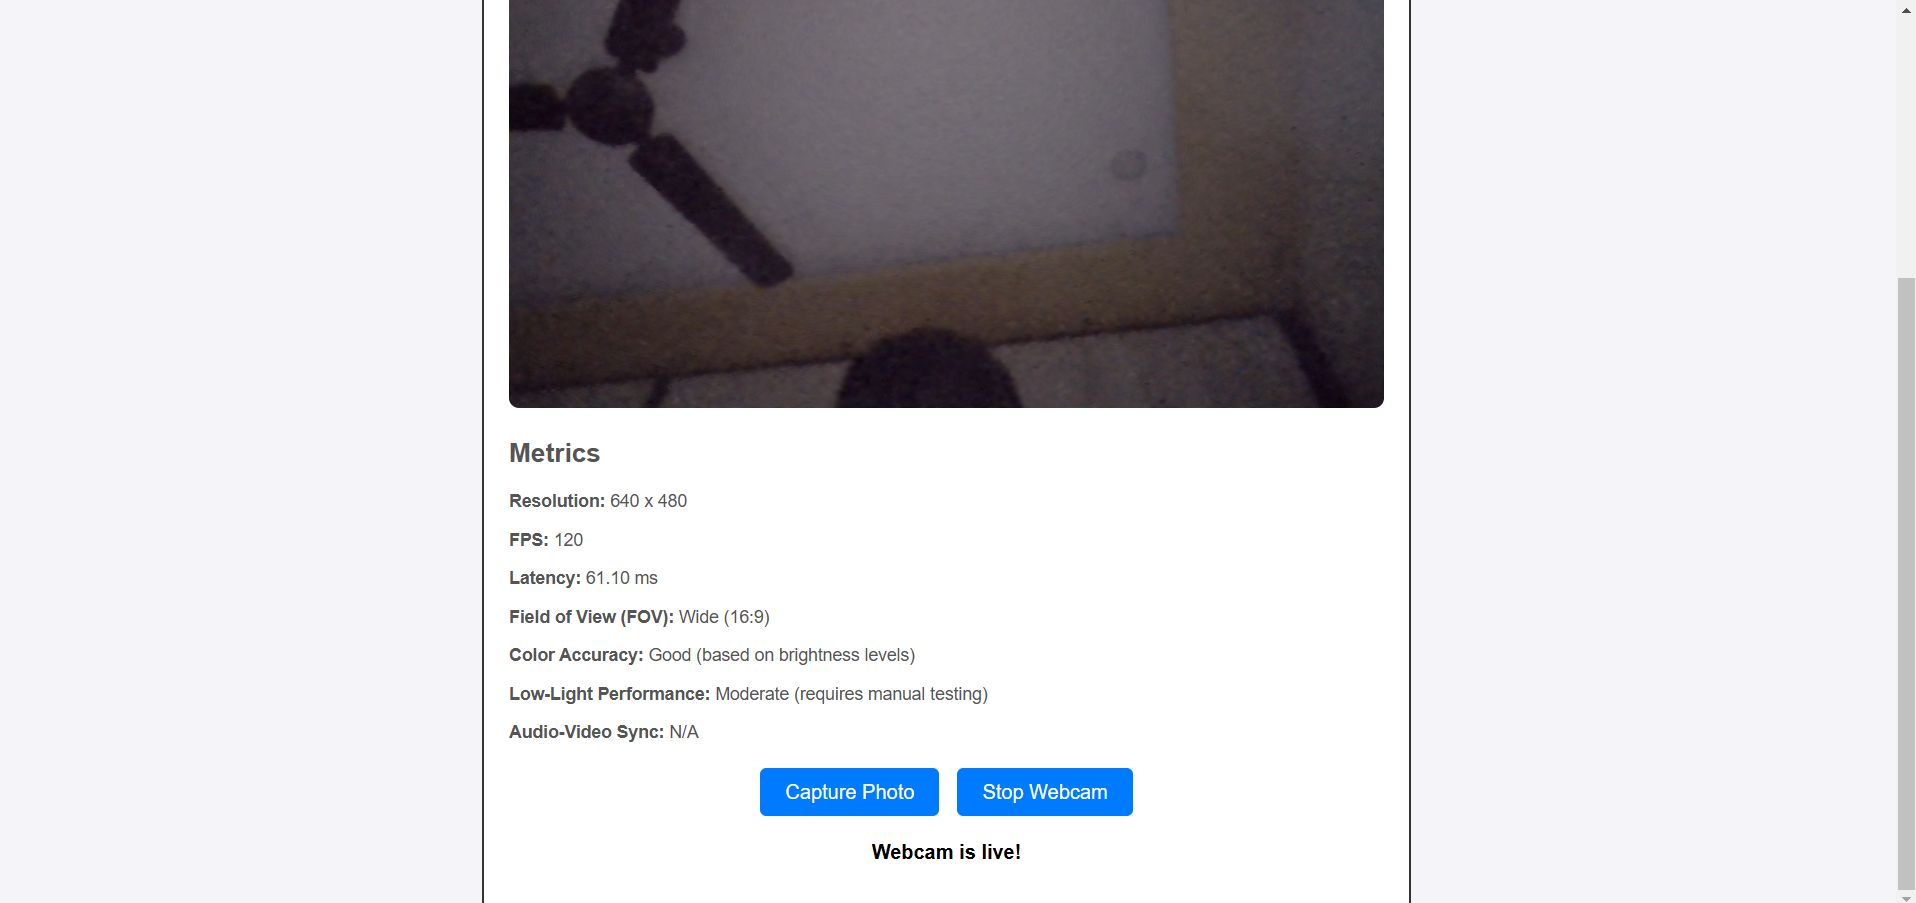 Metrics
Resolution: 640 x 480
FPS: 120
Latency: 61.10 ms
Field of View (FOV): Wide (16:9)
Color Accuracy: Good (based on brightness levels)
Low-Light Performance: Moderate (requires manual testing)
Audio-Video Sync: N/A
Capture Photo
Stop Webcam
Webcam is live!